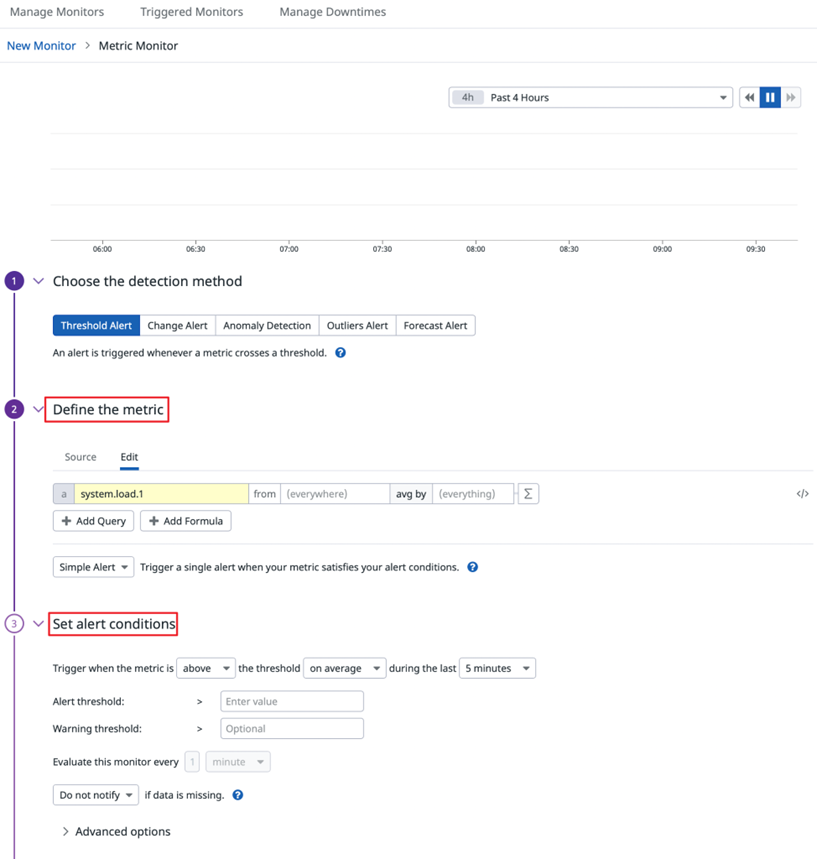 Manage Monitors Triggered Monitors Manage Downtimes
New Monitor > Metric Monitor
4h Past 4 Hours
06:00 06:30 07:00 07:30 08:00 08:30 09:00 09:30
1 Choose the detection method
Threshold Alert Change Alert Anomaly Detection Outliers Alert Forecast Alert
An alert is triggered whenever a metric crosses a threshold. ?
2 Define the metric
Source Edit
a system.load.1 from (everywhere) avg by (everything) Σ </>
+ Add Query + Add Formula
Simple Alert Trigger a single alert when your metric satisfies your alert conditions. ?
3 Set alert conditions
Trigger when the metric is above the threshold on average during the last 5 minutes
Alert threshold: > Enter value
Warning threshold: > Optional
Evaluate this monitor every 1 minute
Do not notify if data is missing. ?
> Advanced options